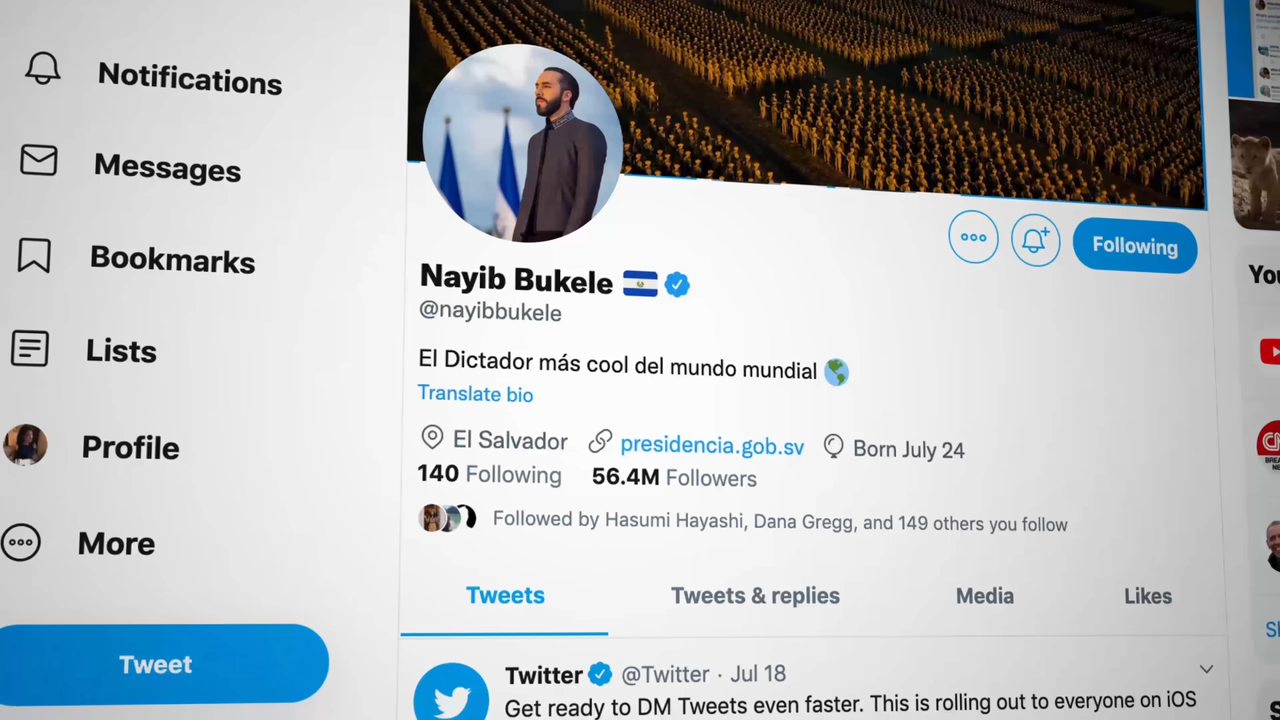 Notifications
Messages
Bookmarks
Lists
Profile
More
Tweet
Following
Nayib Bukele
@nayibbukele
El Dictador más cool del mundo mundial
Translate bio
El Salvador presidencia.gob.sv Born July 24
140 Following 56.4M Followers
Followed by Hasumi Hayashi, Dana Gregg, and 149 others you follow
Tweets Tweets & replies Media Likes
Twitter @Twitter · Jul 18
Get ready to DM Tweets even faster. This is rolling out to everyone on iOS